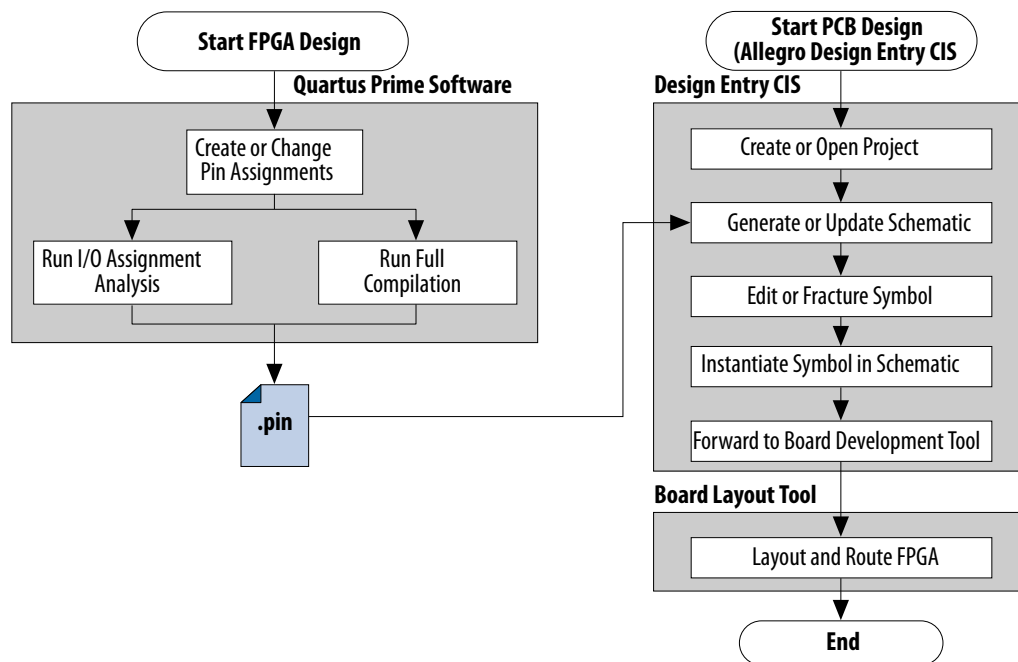 Start FPGA Design
Quartus Prime Software
Create or Change
Pin Assignments
Run I/O Assignment
Analysis
Run Full
Compilation
.pin
Start PCB Design
(Allegro Design Entry CIS
Design Entry CIS
Create or Open Project
Generate or Update Schematic
Edit or Fracture Symbol
Instantiate Symbol in Schematic
Forward to Board Development Tool
Board Layout Tool
Layout and Route FPGA
End